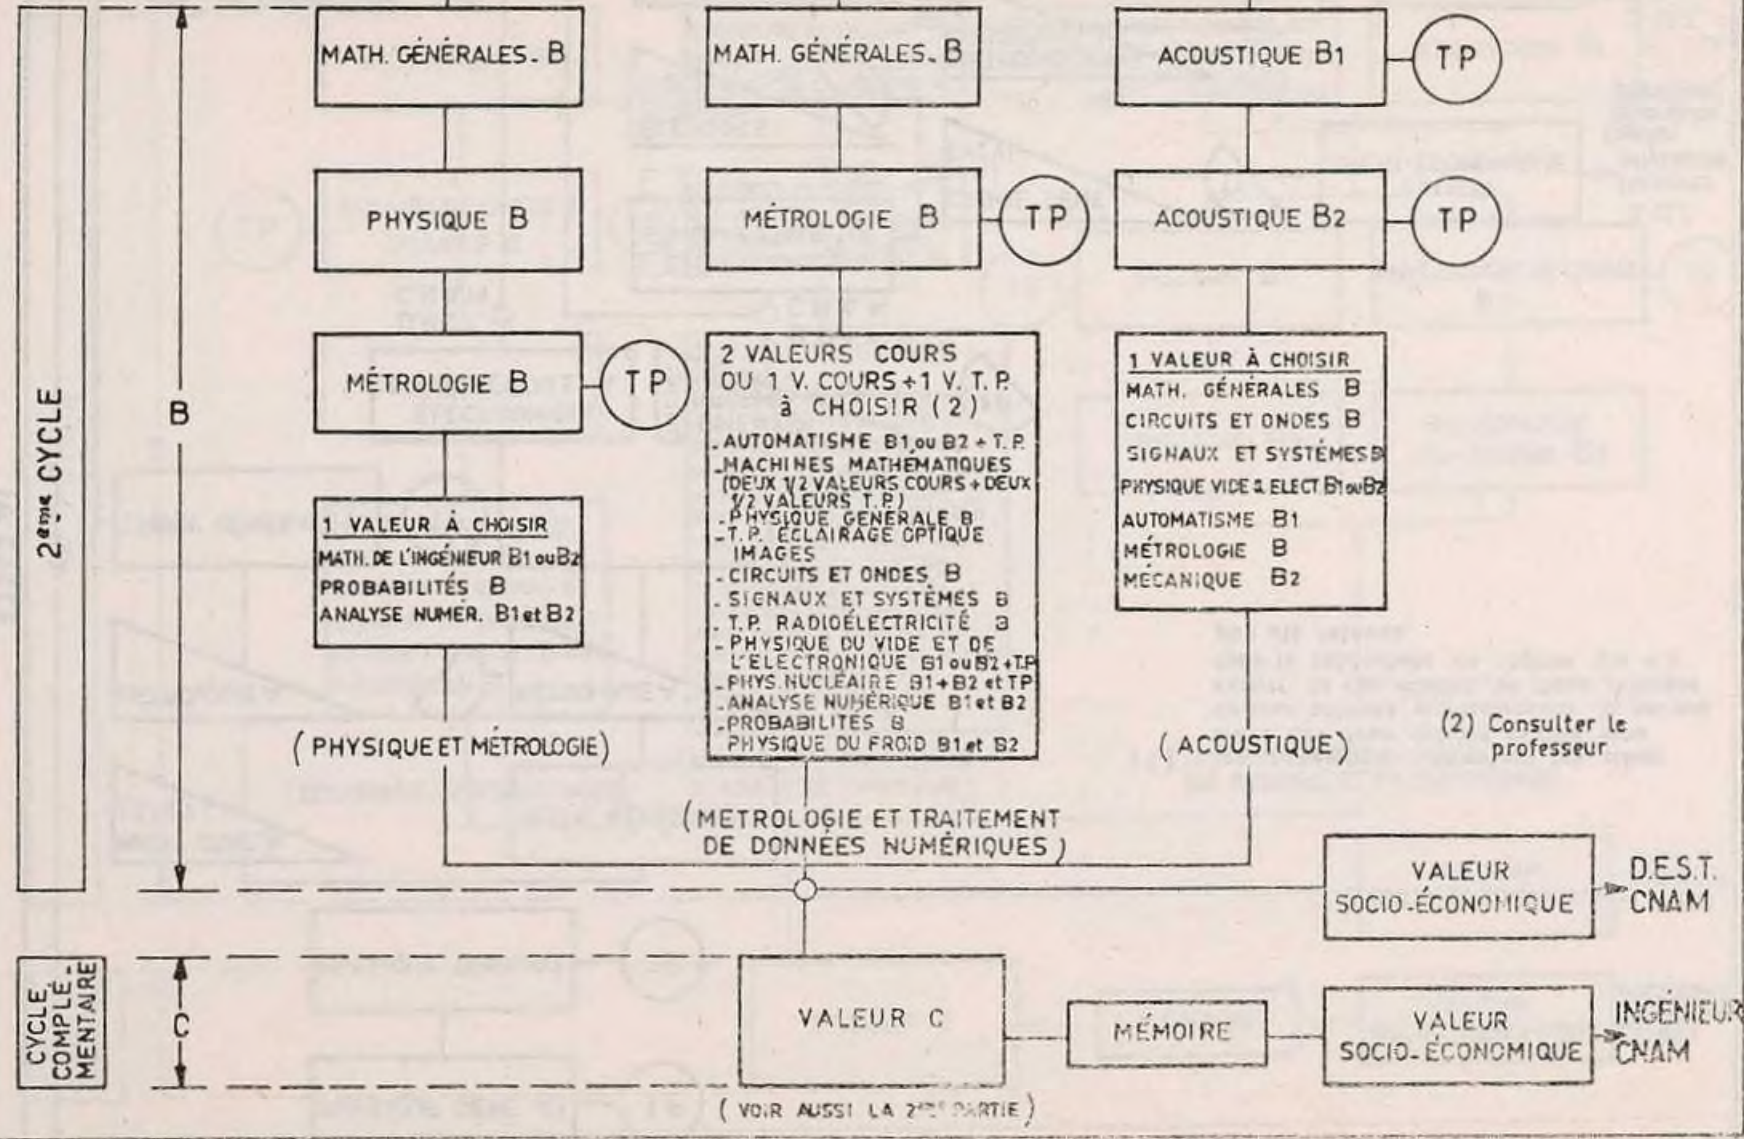 2ème CYCLE
B
MATH. GÉNÉRALES. B
PHYSIQUE B
MÉTROLOGIE B
TP
1 VALEUR À CHOISIR
MATH. DE L'INGÉNIEUR B1 ou B2
PROBABILITÉS B
ANALYSE NUMÉR. B1 et B2
(PHYSIQUE ET MÉTROLOGIE)
MATH. GÉNÉRALES. B
MÉTROLOGIE B
TP
2 VALEURS COURS
OU 1 V. COURS + 1 V. T. P.
à CHOISIR (2)
- AUTOMATISME B1 ou B2 + T. P.
- MACHINES MATHÉMATIQUES
(DEUX 1/2 VALEURS COURS + DEUX
1/2 VALEURS T.P.)
- PHYSIQUE GENERALE B
- T.P. ECLAIRAGE OPTIQUE
IMAGES
- CIRCUITS ET ONDES B
- SIGNAUX ET SYSTÈMES B
- T.P. RADIOÉLECTRICITÉ B
- PHYSIQUE DU VIDE ET DE
L'ELECTRONIQUE B1 ou B2 + TP
- PHYS. NUCLÉAIRE B1 + B2 et TP
- ANALYSE NUMÉRIQUE B1 et B2
- PROBABILITÉS B
PHYSIQUE DU FROID B1 et B2
(METROLOGIE ET TRAITEMENT
DE DONNÉES NUMÉRIQUES)
ACOUSTIQUE B1
TP
ACOUSTIQUE B2
TP
1 VALEUR À CHOISIR
MATH. GÉNÉRALES B
CIRCUITS ET ONDES B
SIGNAUX ET SYSTÉMES B
PHYSIQUE VIDE & ELECT. B1 ou B2
AUTOMATISME B1
MÉTROLOGIE B
MÉCANIQUE B2
(ACOUSTIQUE)
(2) Consulter le
professeur
VALEUR
SOCIO-ÉCONOMIQUE
D.E.S.T.
CNAM
CYCLE
COMPLÉ-
MENTAIRE
C
VALEUR C
MÉMOIRE
VALEUR
SOCIO-ÉCONOMIQUE
INGÉNIEUR
CNAM
(VOIR AUSSI LA 2ème PARTIE)